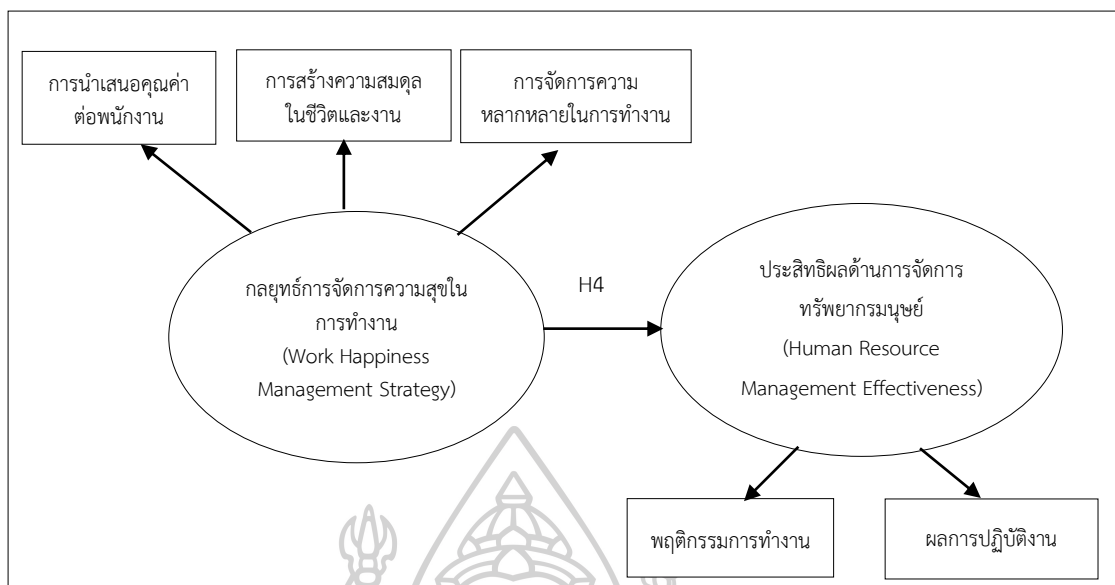 การนำเสนอคุณค่า
ต่อพนักงาน
การสร้างความสมดุล
ในชีวิตและงาน
การจัดการความ
หลากหลายในการทำงาน
กลยุทธ์การจัดการความสุขใน
การทำงาน
(Work Happiness
Management Strategy)
H4
ประสิทธิผลด้านการจัดการ
ทรัพยากรมนุษย์
(Human Resource
Management Effectiveness)
พฤติกรรมการทำงาน
ผลการปฏิบัติงาน